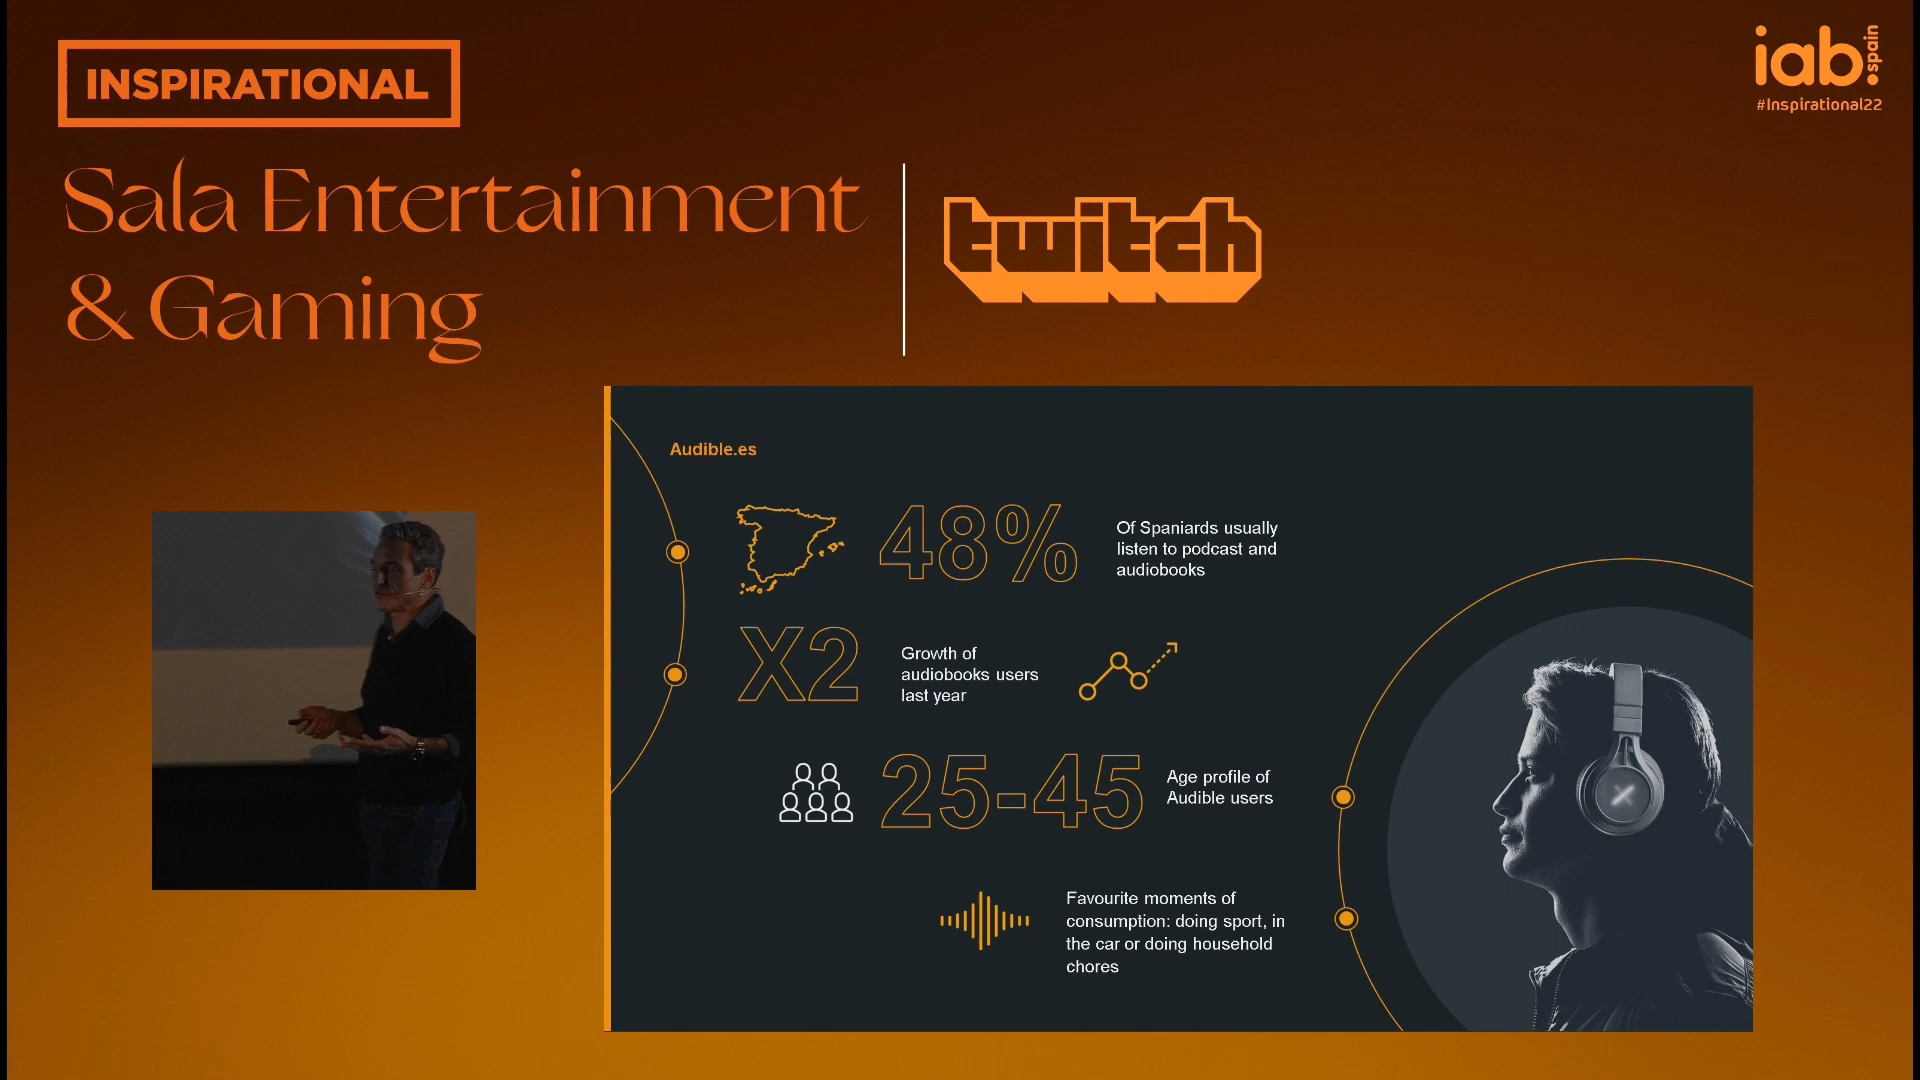 INSPIRATIONAL
iab.spain
#Inspirational22
Sala Entertainment
& Gaming
twitch
Audible.es
48%
Of Spaniards usually
listen to podcast and
audiobooks
X2
Growth of
audiobooks users
last year
25-45
Age profile of
Audible users
Favourite moments of
consumption: doing sport, in
the car or doing household
chores